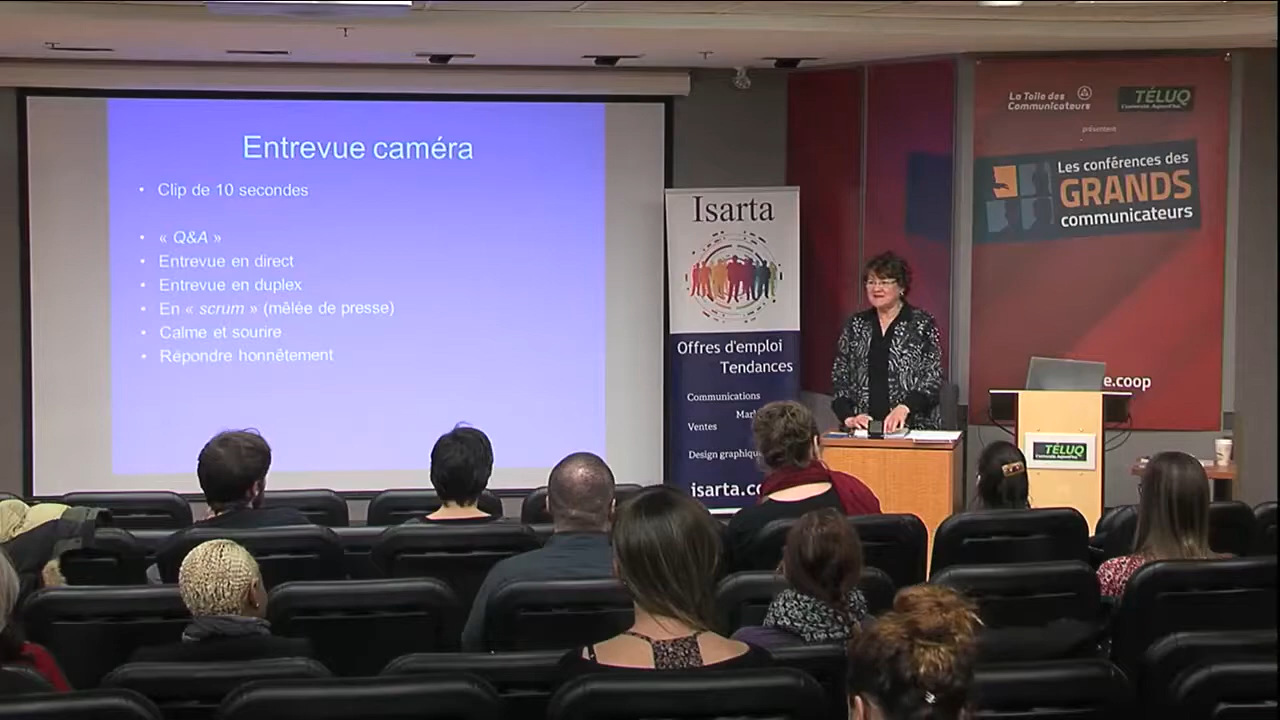 Entrevue caméra
• Clip de 10 secondes
• « Q&A »
• Entrevue en direct
• Entrevue en duplex
• En « scrum » (mêlée de presse)
• Calme et sourire
• Répondre honnêtement
Isarta
Offres d'emploi
Tendances
Communications
Ventes
Design graphique
isarta.co
La Toile des
Communicateurs
TÉLUQ
présentent
Les conférences des
GRANDS
communicateurs
e.coop
TÉLUQ